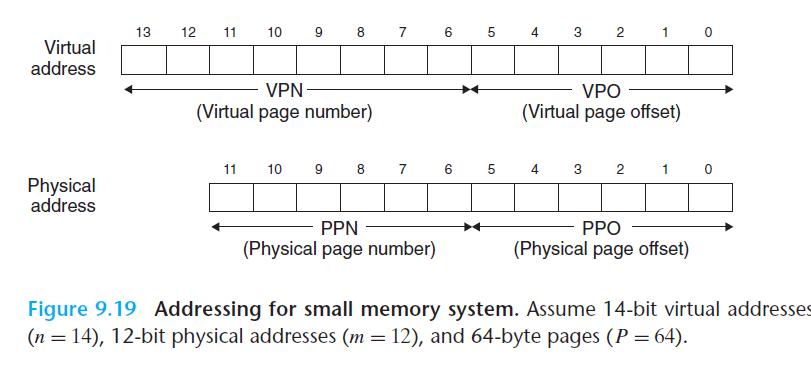 13 12 11 10 9 8 7 6 5 4 3 2 1 0
Virtual
address
VPN VPO
(Virtual page number) (Virtual page offset)
11 10 9 8 7 6 5 4 3 2 1 0
Physical
address
PPN PPO
(Physical page number) (Physical page offset)
Figure 9.19 Addressing for small memory system. Assume 14-bit virtual addresses
(n = 14), 12-bit physical addresses (m = 12), and 64-byte pages (P = 64).